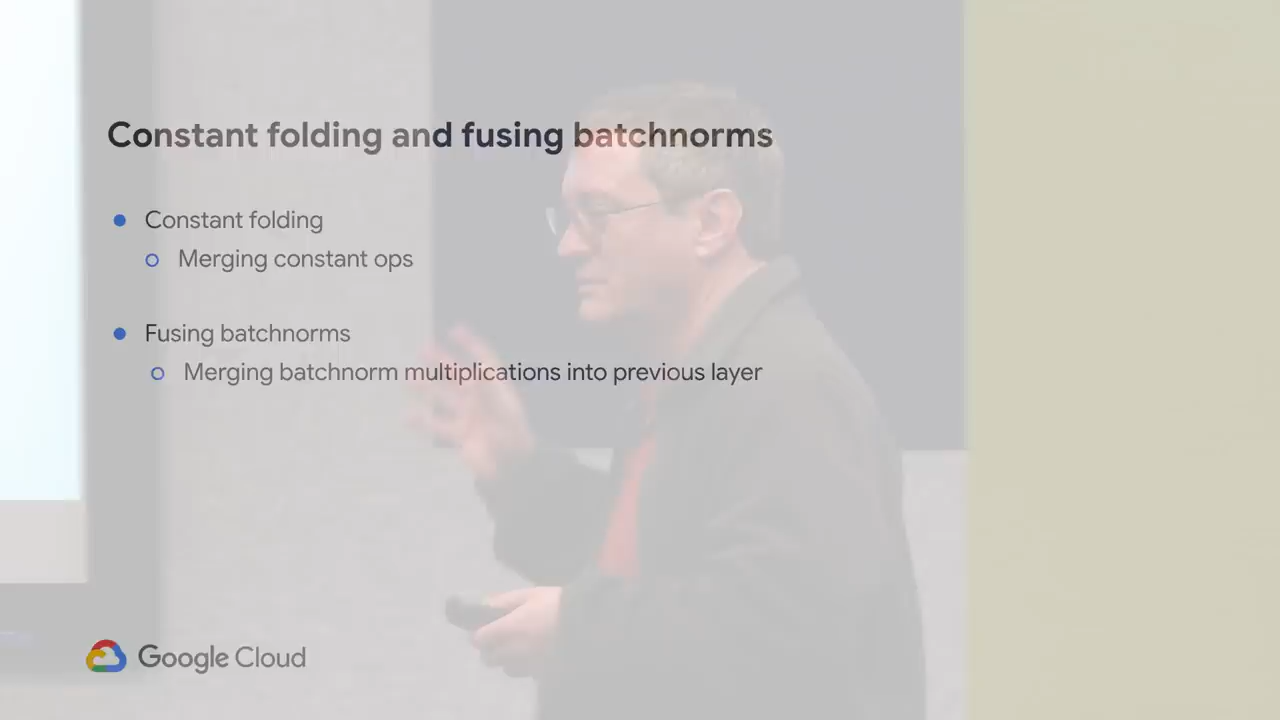 Constant folding and fusing batchnorms
Constant folding
Merging constant ops
Fusing batchnorms
Merging batchnorm multiplications into previous layer
Google Cloud